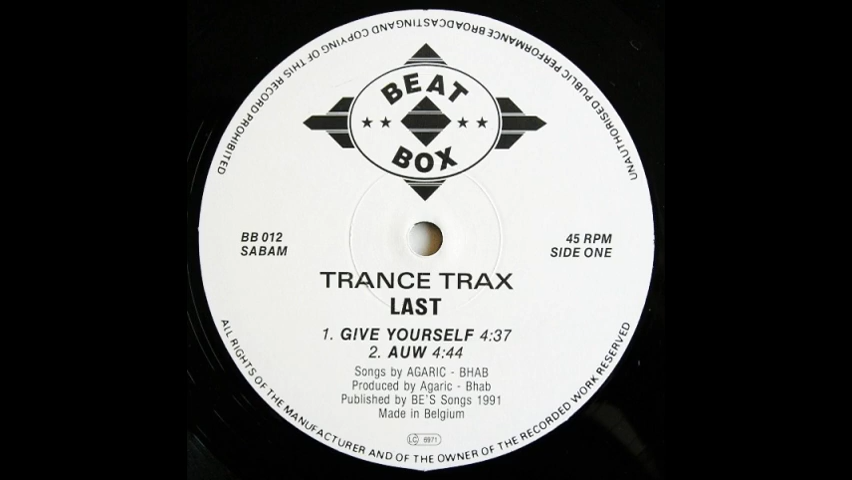 UNAUTHORISED PUBLIC PERFORMANCE BROADCASTING AND COPYING OF THIS RECORD PROHIBITED
BEAT
BOX
BB 012
SABAM
45 RPM
SIDE ONE
TRANCE TRAX
LAST
1. GIVE YOURSELF 4:37
2. AUW 4:44
Songs by AGARIC - BHAB
Produced by Agaric - Bhab
Published by BE'S Songs 1991
Made in Belgium
LC 6971
ALL RIGHTS OF THE MANUFACTURER AND OF THE OWNER OF THE RECORDED WORK RESERVED